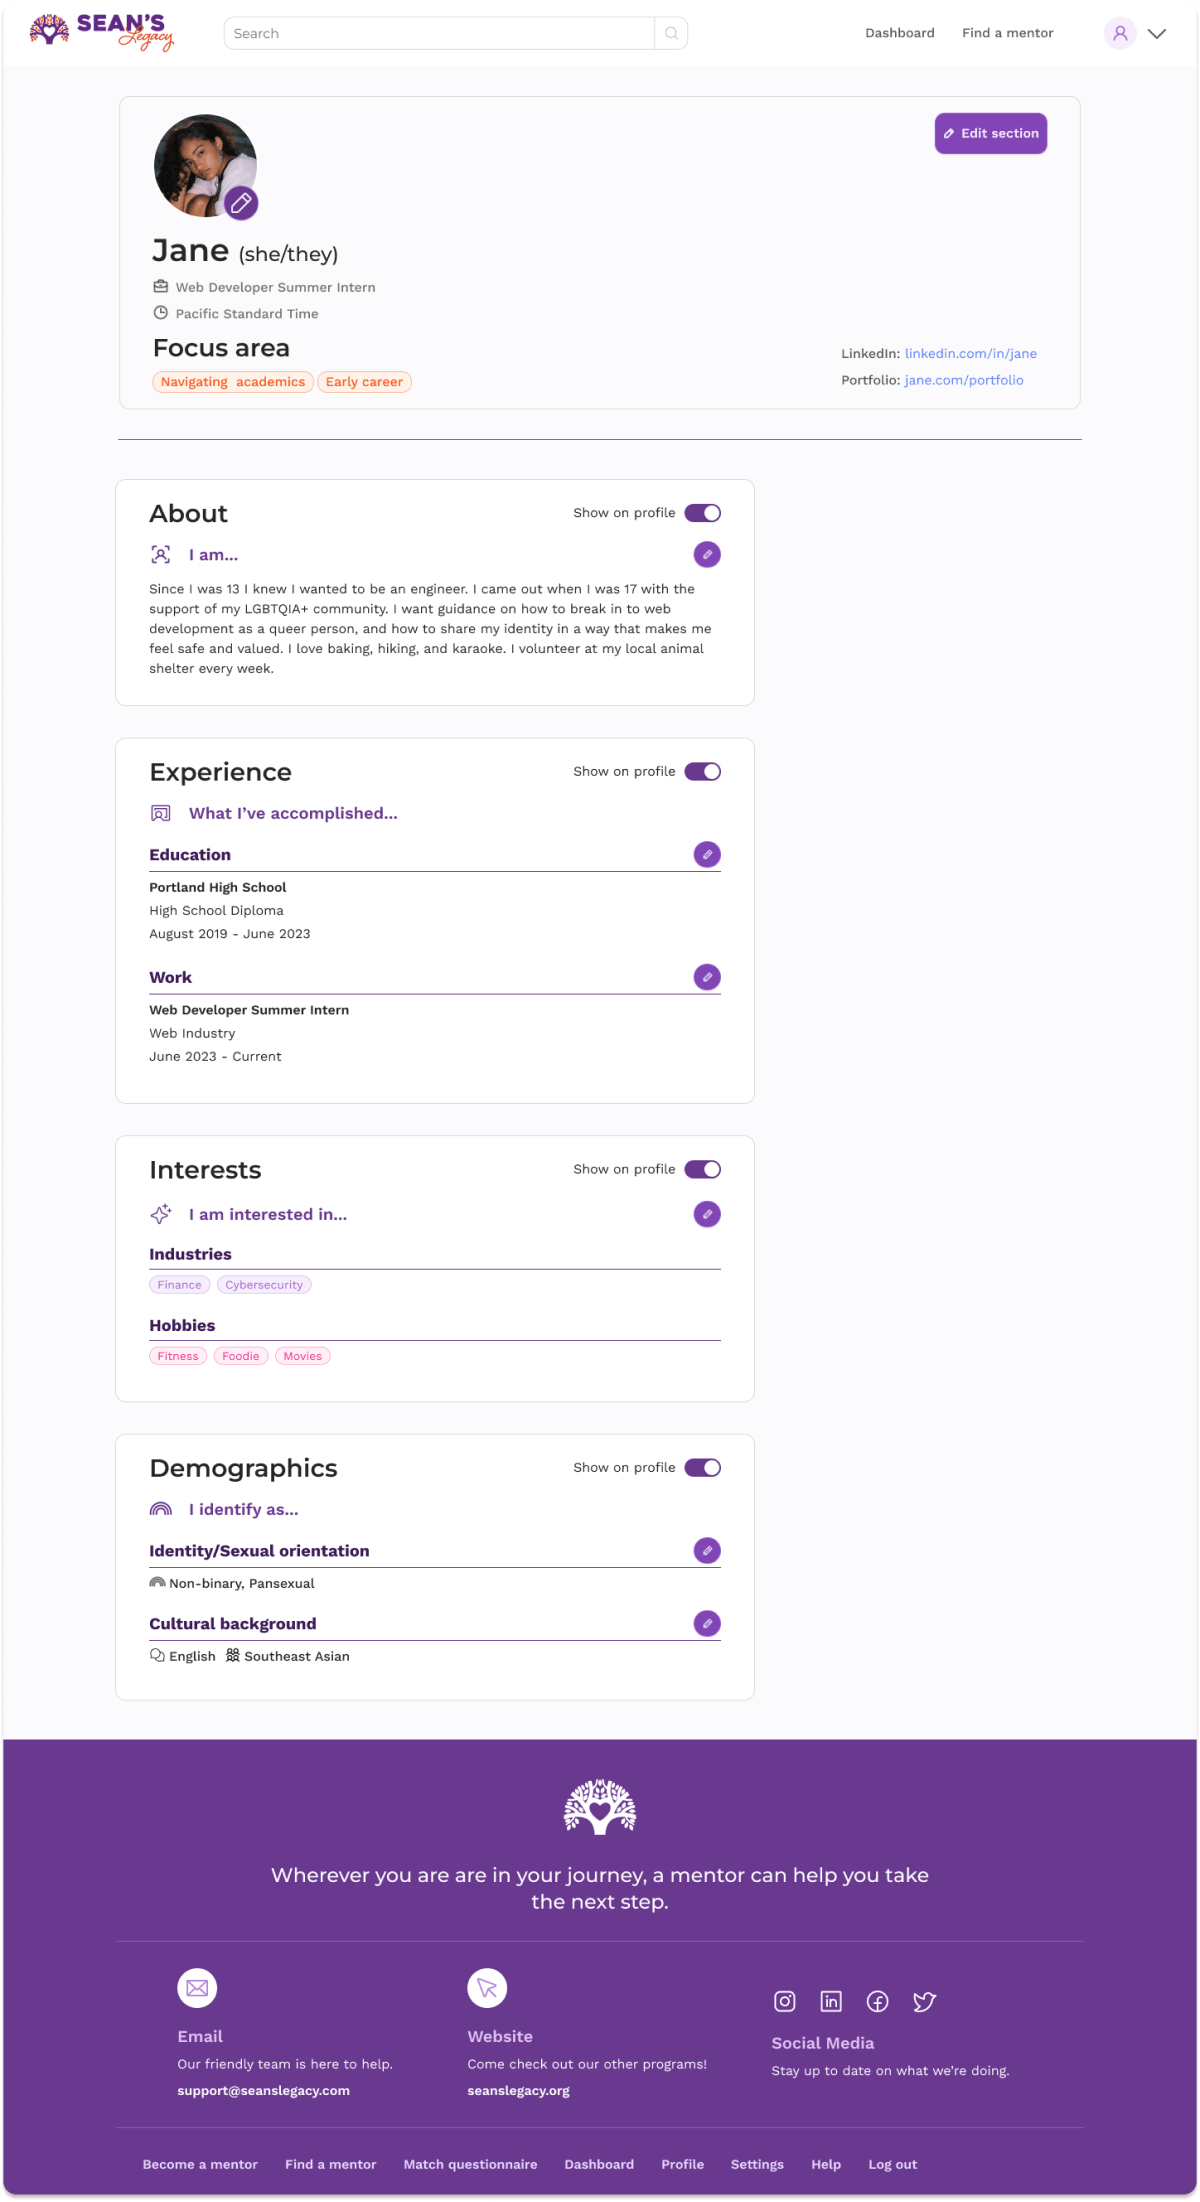 SEAN'S
Legacy
Search
Dashboard
Find a mentor
Edit section
Jane (she/they)
Web Developer Summer Intern
Pacific Standard Time
Focus area
Navigating  academics
Early career
LinkedIn: linkedin.com/in/jane
Portfolio: jane.com/portfolio
About
Show on profile
I am...
Since I was 13 I knew I wanted to be an engineer. I came out when I was 17 with the
support of my LGBTQIA+ community. I want guidance on how to break in to web
development as a queer person, and how to share my identity in a way that makes me
feel safe and valued. I love baking, hiking, and karaoke. I volunteer at my local animal
shelter every week.
Experience
Show on profile
What I've accomplished...
Education
Portland High School
High School Diploma
August 2019 - June 2023
Work
Web Developer Summer Intern
Web Industry
June 2023 - Current
Interests
Show on profile
I am interested in...
Industries
Finance
Cybersecurity
Hobbies
Fitness
Foodie
Movies
Demographics
Show on profile
I identify as...
Identity/Sexual orientation
Non-binary, Pansexual
Cultural background
English
Southeast Asian
Wherever you are are in your journey, a mentor can help you take
the next step.
Email
Our friendly team is here to help.
support@seanslegacy.com
Website
Come check out our other programs!
seanslegacy.org
Social Media
Stay up to date on what we're doing.
Become a mentor
Find a mentor
Match questionnaire
Dashboard
Profile
Settings
Help
Log out